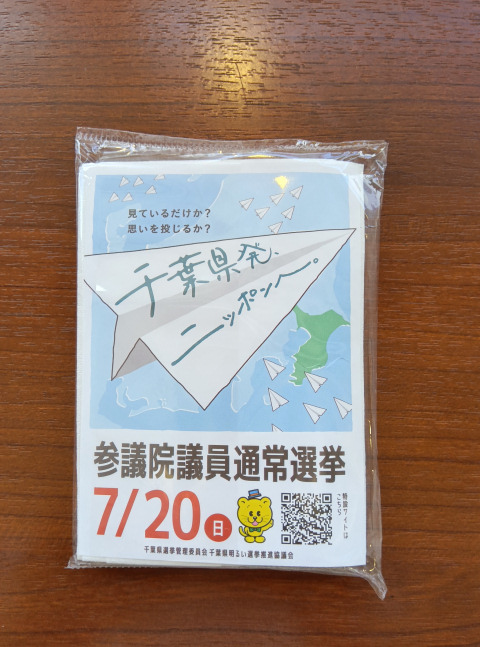 見ているだけか?
思いを投じるか?
千葉県発、
ニッポンへ。
参議院議員通常選挙
7/20日
特設サイトは
こちら
千葉県選挙管理委員会 千葉県明るい選挙推進協議会